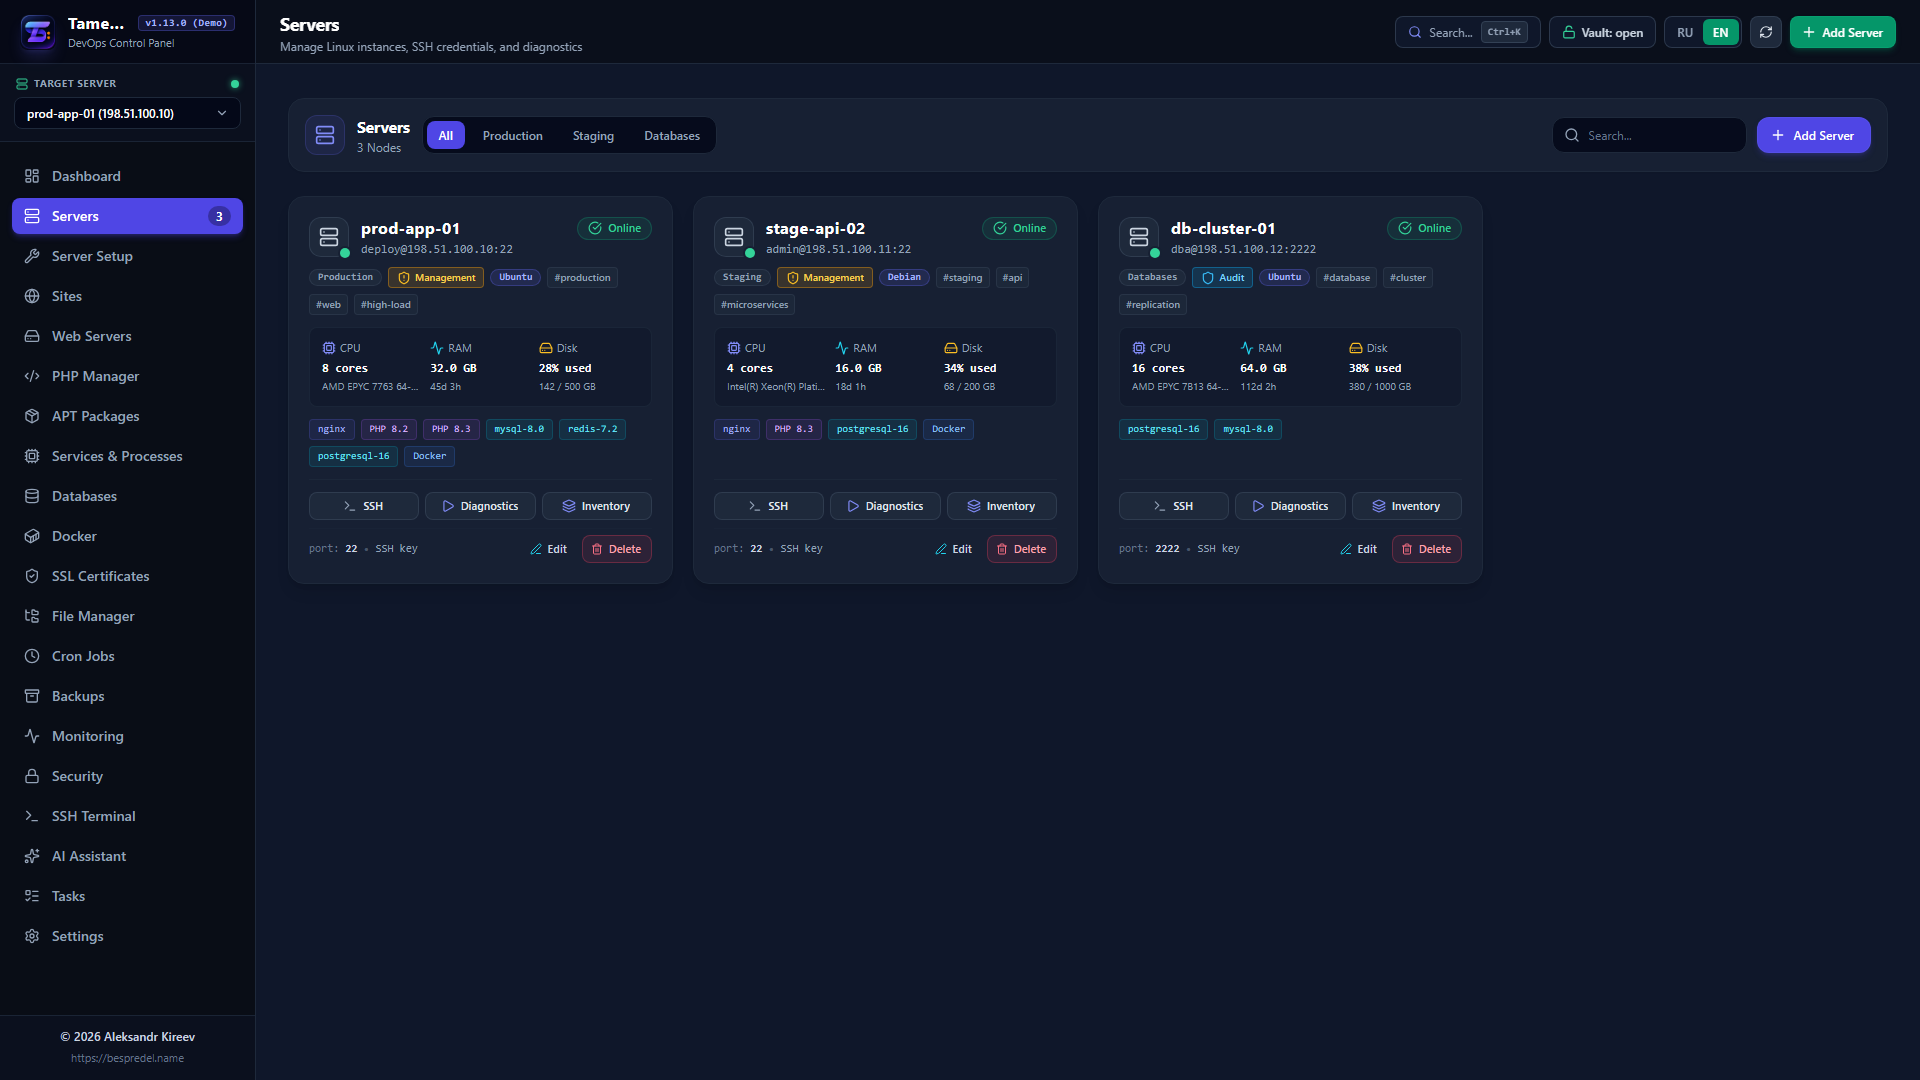 Tame...
v1.13.0 (Demo)
DevOps Control Panel
TARGET SERVER
prod-app-01 (198.51.100.10)
Dashboard
Servers
3
Server Setup
Sites
Web Servers
PHP Manager
APT Packages
Services & Processes
Databases
Docker
SSL Certificates
File Manager
Cron Jobs
Backups
Monitoring
Security
SSH Terminal
AI Assistant
Tasks
Settings
© 2026 Aleksandr Kireev
https://bespredel.name
Servers
Manage Linux instances, SSH credentials, and diagnostics
Search...
Ctrl+K
Vault: open
RU
EN
Add Server
Servers
3 Nodes
All
Production
Staging
Databases
Search...
Add Server
prod-app-01
Online
deploy@198.51.100.10:22
Production
Management
Ubuntu
#production
#web
#high-load
CPU
RAM
Disk
8 cores
32.0 GB
28% used
AMD EPYC 7763 64-...
45d 3h
142 / 500 GB
nginx
PHP 8.2
PHP 8.3
mysql-8.0
redis-7.2
postgresql-16
Docker
SSH
Diagnostics
Inventory
port: 22 • SSH key
Edit
Delete
stage-api-02
Online
admin@198.51.100.11:22
Staging
Management
Debian
#staging
#api
#microservices
CPU
RAM
Disk
4 cores
16.0 GB
34% used
Intel(R) Xeon(R) Plati...
18d 1h
68 / 200 GB
nginx
PHP 8.3
postgresql-16
Docker
SSH
Diagnostics
Inventory
port: 22 • SSH key
Edit
Delete
db-cluster-01
Online
dba@198.51.100.12:2222
Databases
Audit
Ubuntu
#database
#cluster
#replication
CPU
RAM
Disk
16 cores
64.0 GB
38% used
AMD EPYC 7B13 64-...
112d 2h
380 / 1000 GB
postgresql-16
mysql-8.0
SSH
Diagnostics
Inventory
port: 2222 • SSH key
Edit
Delete